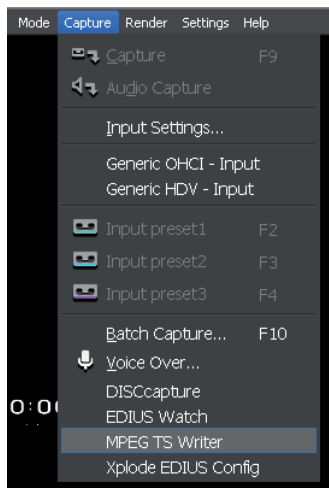 Mode Capture Render Settings Help
Capture F9
Audio Capture
Input Settings...
Generic OHCI - Input
Generic HDV - Input
Input preset1 F2
Input preset2 F3
Input preset3 F4
Batch Capture... F10
Voice Over...
DISCcapture
EDIUS Watch
MPEG TS Writer
Xplode EDIUS Config